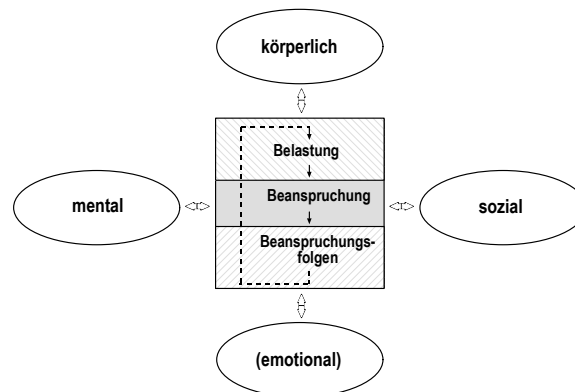 körperlich
Belastung
mental
Beanspruchung
sozial
Beanspruchungs-
folgen
(emotional)